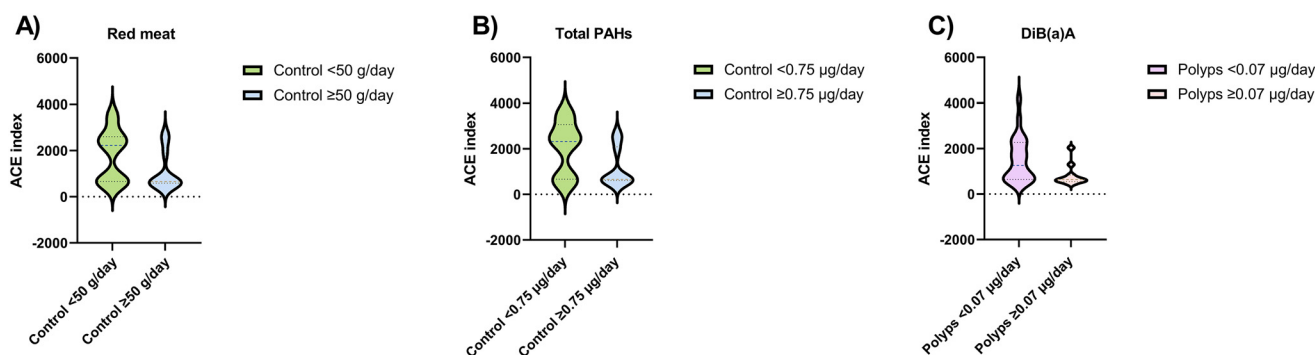 A)
Red meat
6000
4000
2000
0
-2000
ACE index
Control <50 g/day
Control ≥50 g/day
Control <50 g/day
Control ≥50 g/day
B)
Total PAHs
6000
4000
2000
0
-2000
ACE index
Control <0.75 µg/day
Control ≥0.75 µg/day
Control <0.75 µg/day
Control ≥0.75 µg/day
C)
DiB(a)A
6000
4000
2000
0
-2000
ACE index
Polyps <0.07 µg/day
Polyps ≥0.07 µg/day
Polyps <0.07 µg/day
Polyps ≥0.07 µg/day